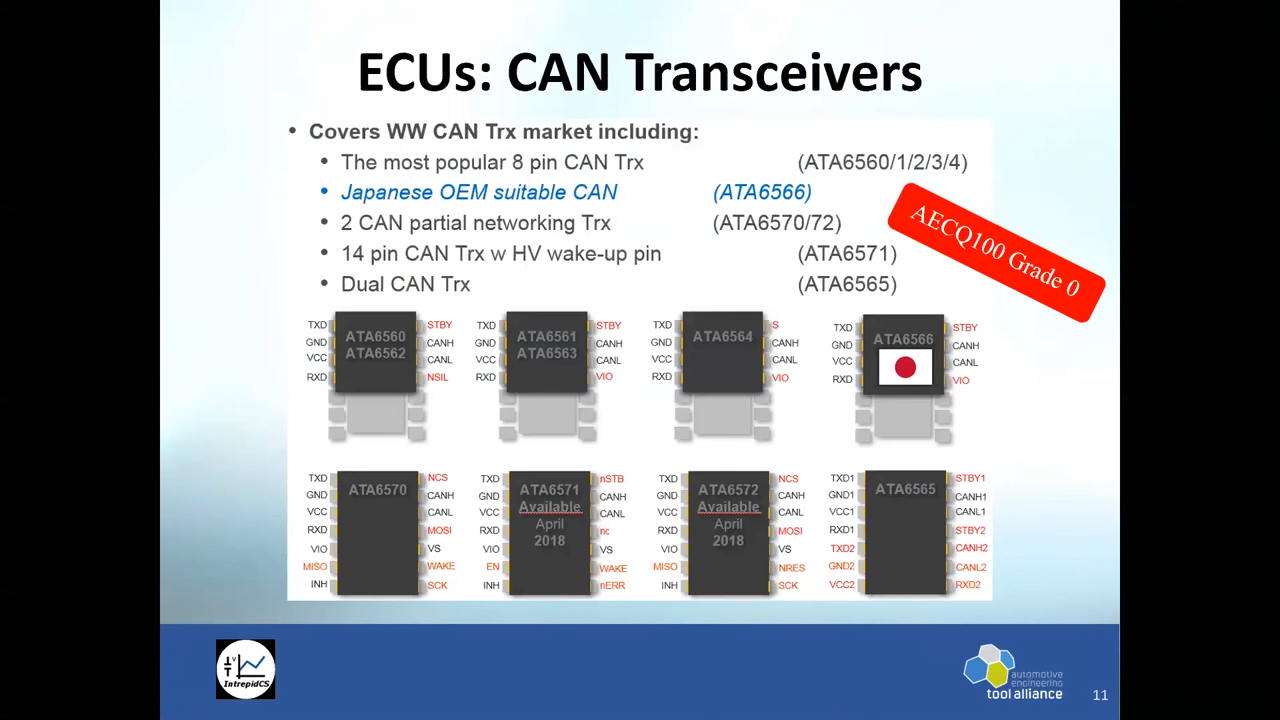 ECUs: CAN Transceivers
• Covers WW CAN Trx market including:
• The most popular 8 pin CAN Trx (ATA6560/1/2/3/4)
• Japanese OEM suitable CAN (ATA6566)
• 2 CAN partial networking Trx (ATA6570/72)
• 14 pin CAN Trx w HV wake-up pin (ATA6571)
• Dual CAN Trx (ATA6565)
AECQ100 Grade 0
TXD ATA6560 STBY
GND ATA6562 CANH
VCC CANL
RXD NSIL
TXD ATA6561 STBY
GND ATA6563 CANH
VCC CANL
RXD VIO
TXD ATA6564 S
GND CANH
VCC CANL
RXD VIO
TXD ATA6566 STBY
GND CANH
VCC CANL
RXD VIO
TXD ATA6570 NCS
GND CANH
VCC CANL
RXD MOSI
VIO VS
MISO WAKE
INH SCK
TXD ATA6571 nSTB
GND Available CANH
VCC April CANL
RXD 2018 nc
VIO VS
EN WAKE
INH nERR
TXD ATA6572 NCS
GND Available CANH
VCC April CANL
RXD 2018 MOSI
VIO VS
MISO NRES
INH SCK
TXD1 ATA6565 STBY1
GND1 CANH1
VCC1 CANL1
RXD1 STBY2
TXD2 CANH2
GND2 CANL2
VCC2 RXD2
IntrepidCS
automotive
engineering
tool alliance
11